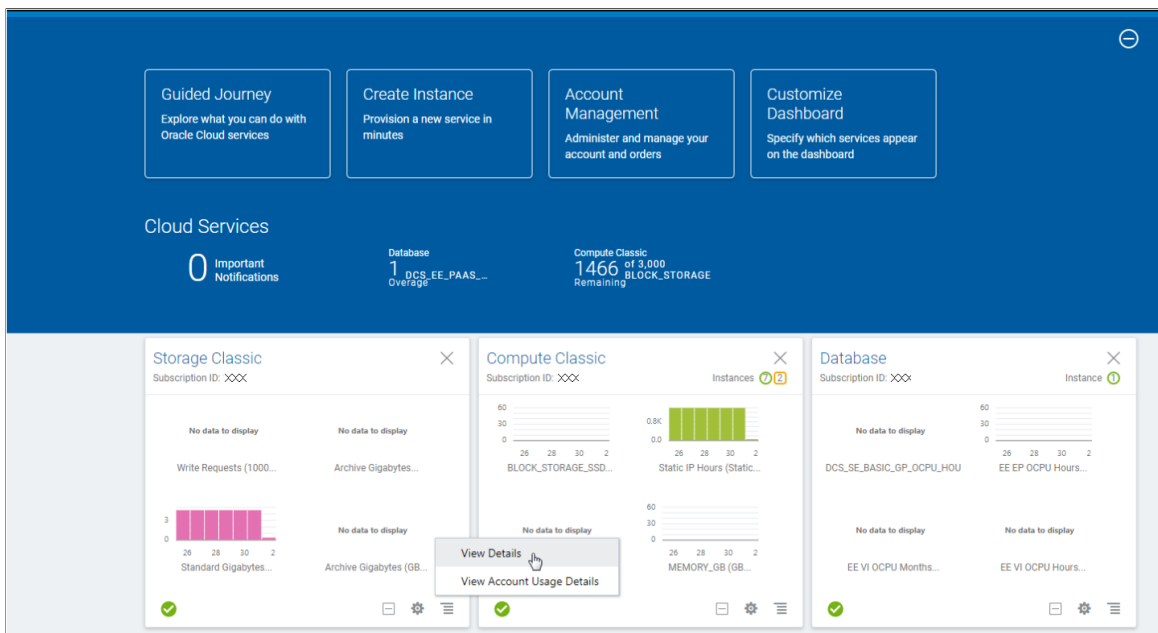 Guided Journey
Explore what you can do with
Oracle Cloud services
Create Instance
Provision a new service in
minutes
Account
Management
Administer and manage your
account and orders
Customize
Dashboard
Specify which services appear
on the dashboard
Cloud Services
0 Important
Notifications
Database
1 DCS_EE_PAAS_...
Overage
Compute Classic
1466 of 3,000
BLOCK_STORAGE
Remaining
Storage Classic
Subscription ID: XXX
No data to display
Write Requests (1000...
No data to display
Archive Gigabytes...
3
0
26 28 30 2
Standard Gigabytes...
No data to display
Archive Gigabytes (GB...
Compute Classic
Subscription ID: XXX
Instances 7 2
60
30
0
26 28 30 2
BLOCK_STORAGE_SSD...
0.8K
0.0
26 28 30 2
Static IP Hours (Static...
No data to display
60
30
0
26 28 30 2
MEMORY_GB (GB...
View Details
View Account Usage Details
Database
Subscription ID: XXX
Instance 1
No data to display
DCS_SE_BASIC_GP_OCPU_HOU
60
30
0
26 28 30 2
EE EP OCPU Hours...
No data to display
EE VI OCPU Months...
No data to display
EE VI OCPU Hours...